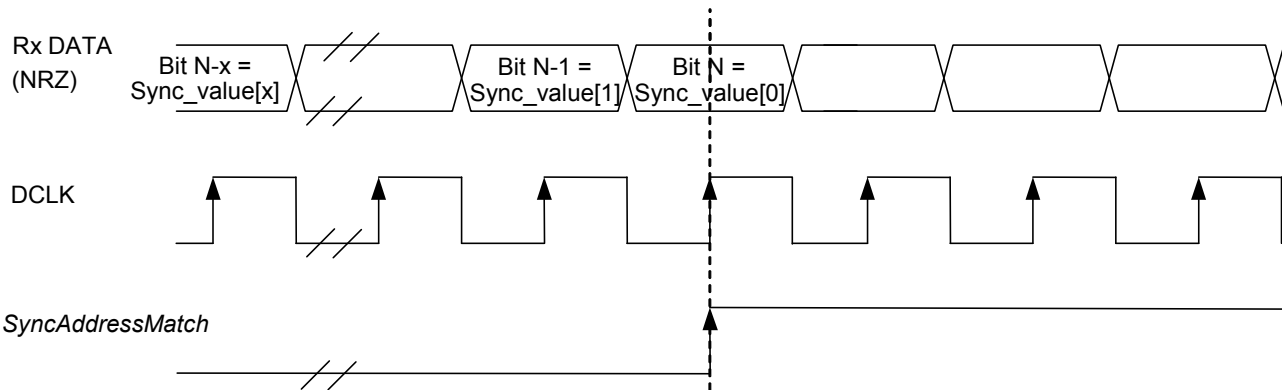 Rx DATA
(NRZ)
Bit N-x =
Sync_value[x]
Bit N-1 =
Sync_value[1]
Bit N =
Sync_value[0]
DCLK
SyncAddressMatch